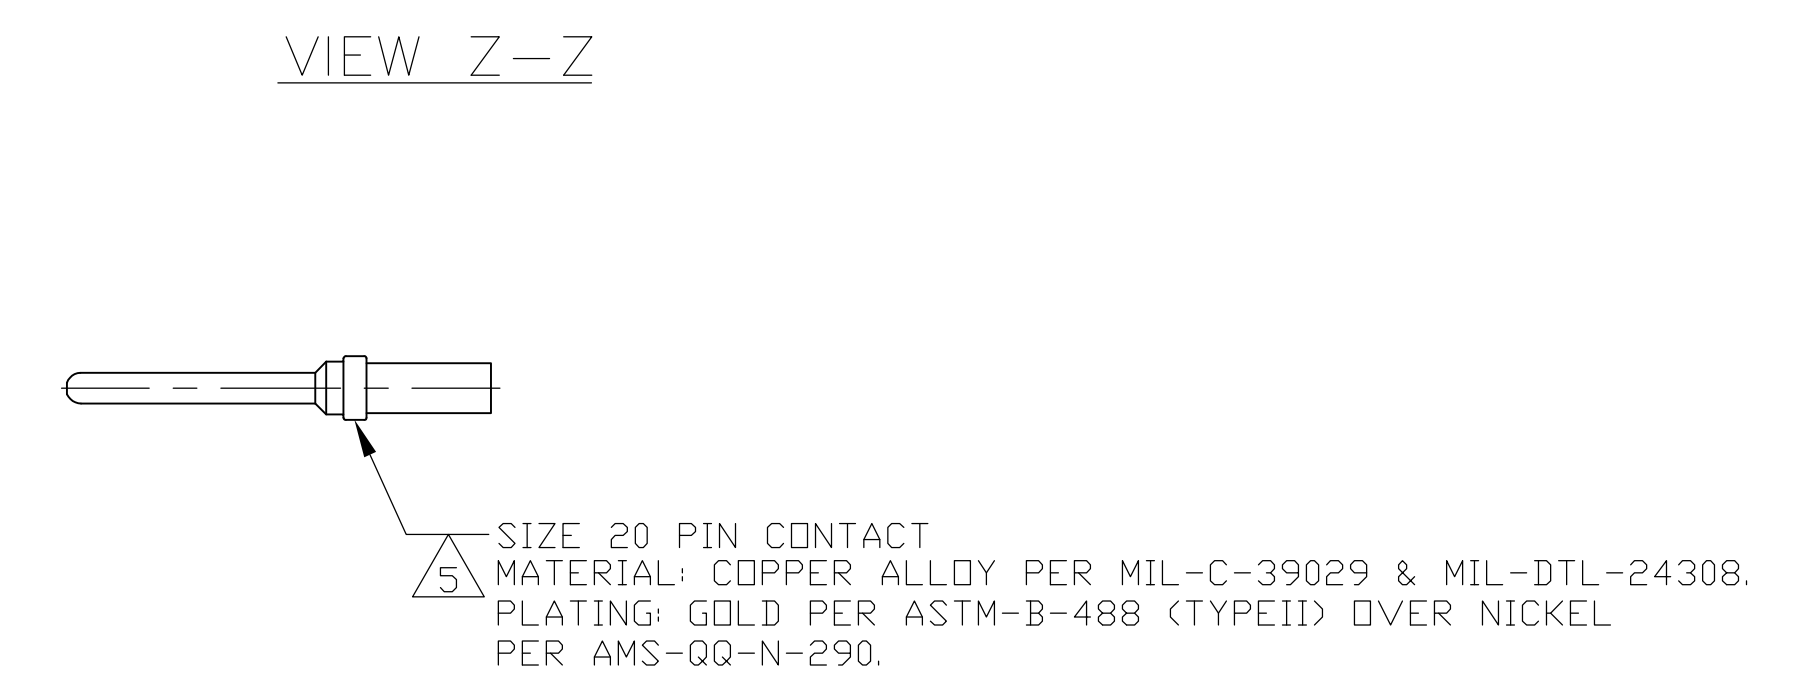 VIEW Z-Z
SIZE 20 PIN CONTACT
5
MATERIAL: COPPER ALLOY PER MIL-C-39029 & MIL-DTL-24308.
PLATING: GOLD PER ASTM-B-488 (TYPEII) OVER NICKEL
PER AMS-QQ-N-290.